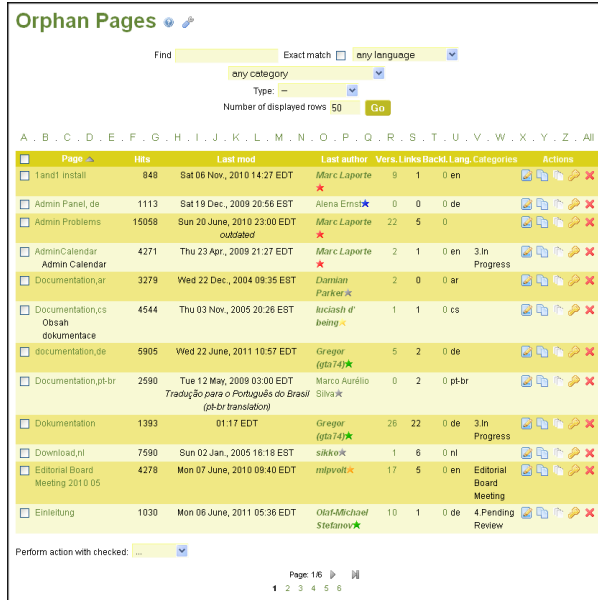 Orphan Pages
Find Exact match any language
any category
Type: –
Number of displayed rows 50 Go
A . B . C . D . E . F . G . H . I . J . K . L . M . N . O . P . Q . R . S . T . U . V . W . X . Y . Z . All
Page Hits Last mod Last author Vers. Links Backl. Lang. Categories Actions
1and1 install 848 Sat 06 Nov., 2010 14:27 EDT Marc Laporte 9 1 0 en
Admin Panel, de 1113 Sat 19 Dec., 2009 20:56 EST Alena Ernst 0 0 0 de
Admin Problems 15058 Sun 20 June, 2010 23:00 EDT Marc Laporte 22 5 0
outdated
AdminCalendar 4271 Thu 23 Apr., 2009 21:27 EDT Marc Laporte 2 1 0 en 3.In
Admin Calendar Progress
Documentation,ar 3279 Wed 22 Dec., 2004 09:35 EST Damian 2 0 0 ar
Parker
Documentation,cs 4544 Thu 03 Nov., 2005 20:26 EST luciash d' 1 1 0 cs
Obsah being
dokumentace
documentation,de 5905 Wed 22 June, 2011 10:57 EDT Gregor 5 2 0 de
(gta74)
Documentation,pt-br 2590 Tue 12 May, 2009 03:00 EDT Marco Aurélio 0 2 0 pt-br
Tradução para o Português do Brasil Silva
(pt-br translation)
Dokumentation 1393 01:17 EDT Gregor 26 22 0 de 3.In
(gta74) Progress
Download,nl 7590 Sun 02 Jan., 2005 16:18 EST sikko 1 6 0 nl
Editorial Board 4278 Mon 07 June, 2010 09:40 EDT mlpvolt 17 5 0 en Editorial
Meeting 2010 05 Board
Meeting
Einleitung 1030 Mon 06 June, 2011 05:36 EDT Olaf-Michael 10 1 0 de 4.Pending
Stefanov Review
Perform action with checked: ...
Page: 1/6
1 2 3 4 5 6